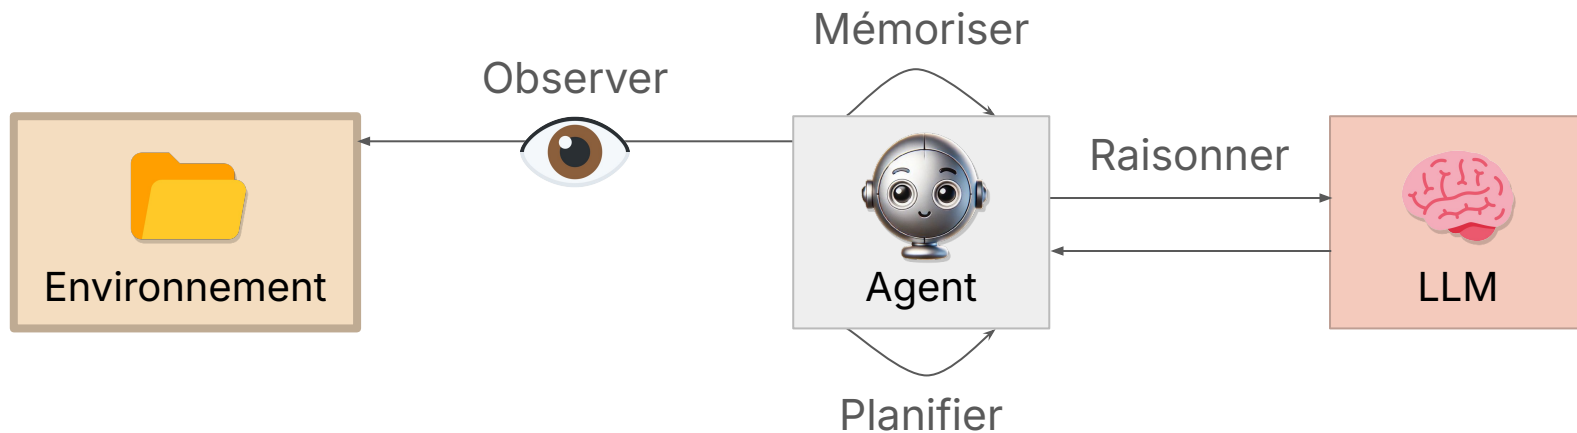 Mémoriser
Observer
Raisonner
Environnement
Agent
LLM
Planifier